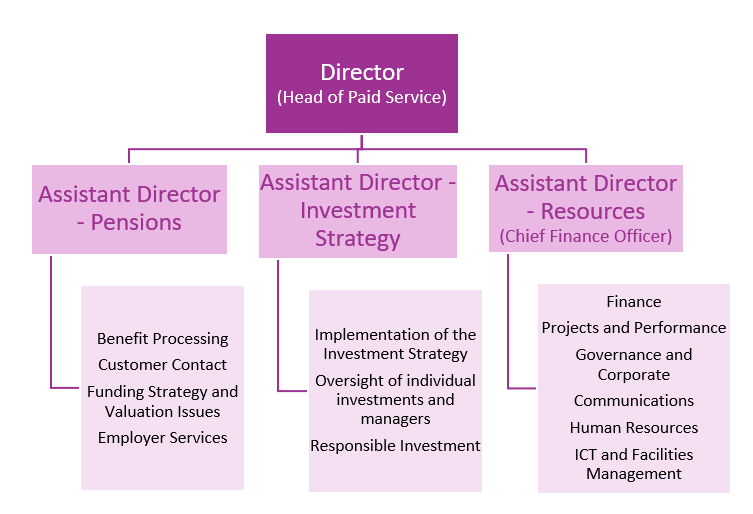 Director
(Head of Paid Service)
Assistant Director
- Pensions
Assistant Director -
Investment
Strategy
Assistant Director
- Resources
(Chief Finance Officer)
Benefit Processing
Customer Contact
Funding Strategy and
Valuation Issues
Employer Services
Implementation of the
Investment Strategy
Oversight of individual
investments and
managers
Responsible Investment
Finance
Projects and Performance
Governance and
Corporate
Communications
Human Resources
ICT and Facilities
Management